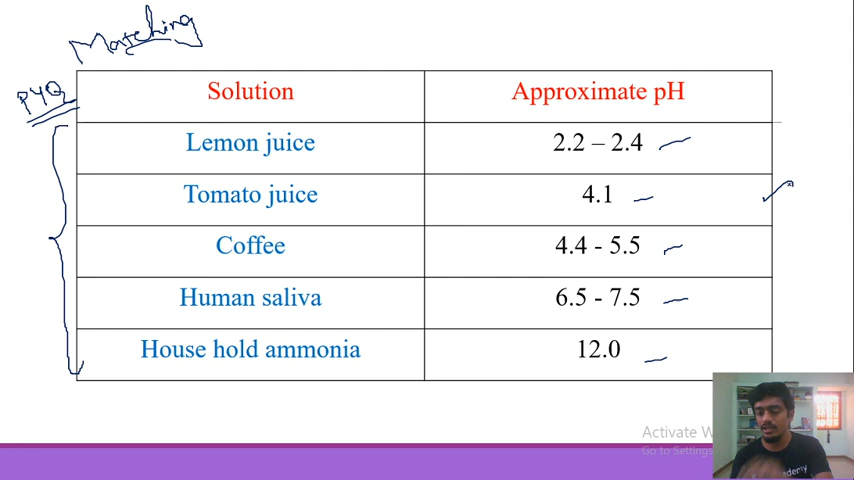 Matching
PYQ
Solution Approximate pH
Lemon juice 2.2 – 2.4
Tomato juice 4.1
Coffee 4.4 - 5.5
Human saliva 6.5 - 7.5
House hold ammonia 12.0
Activate W
Go to Settings
demy